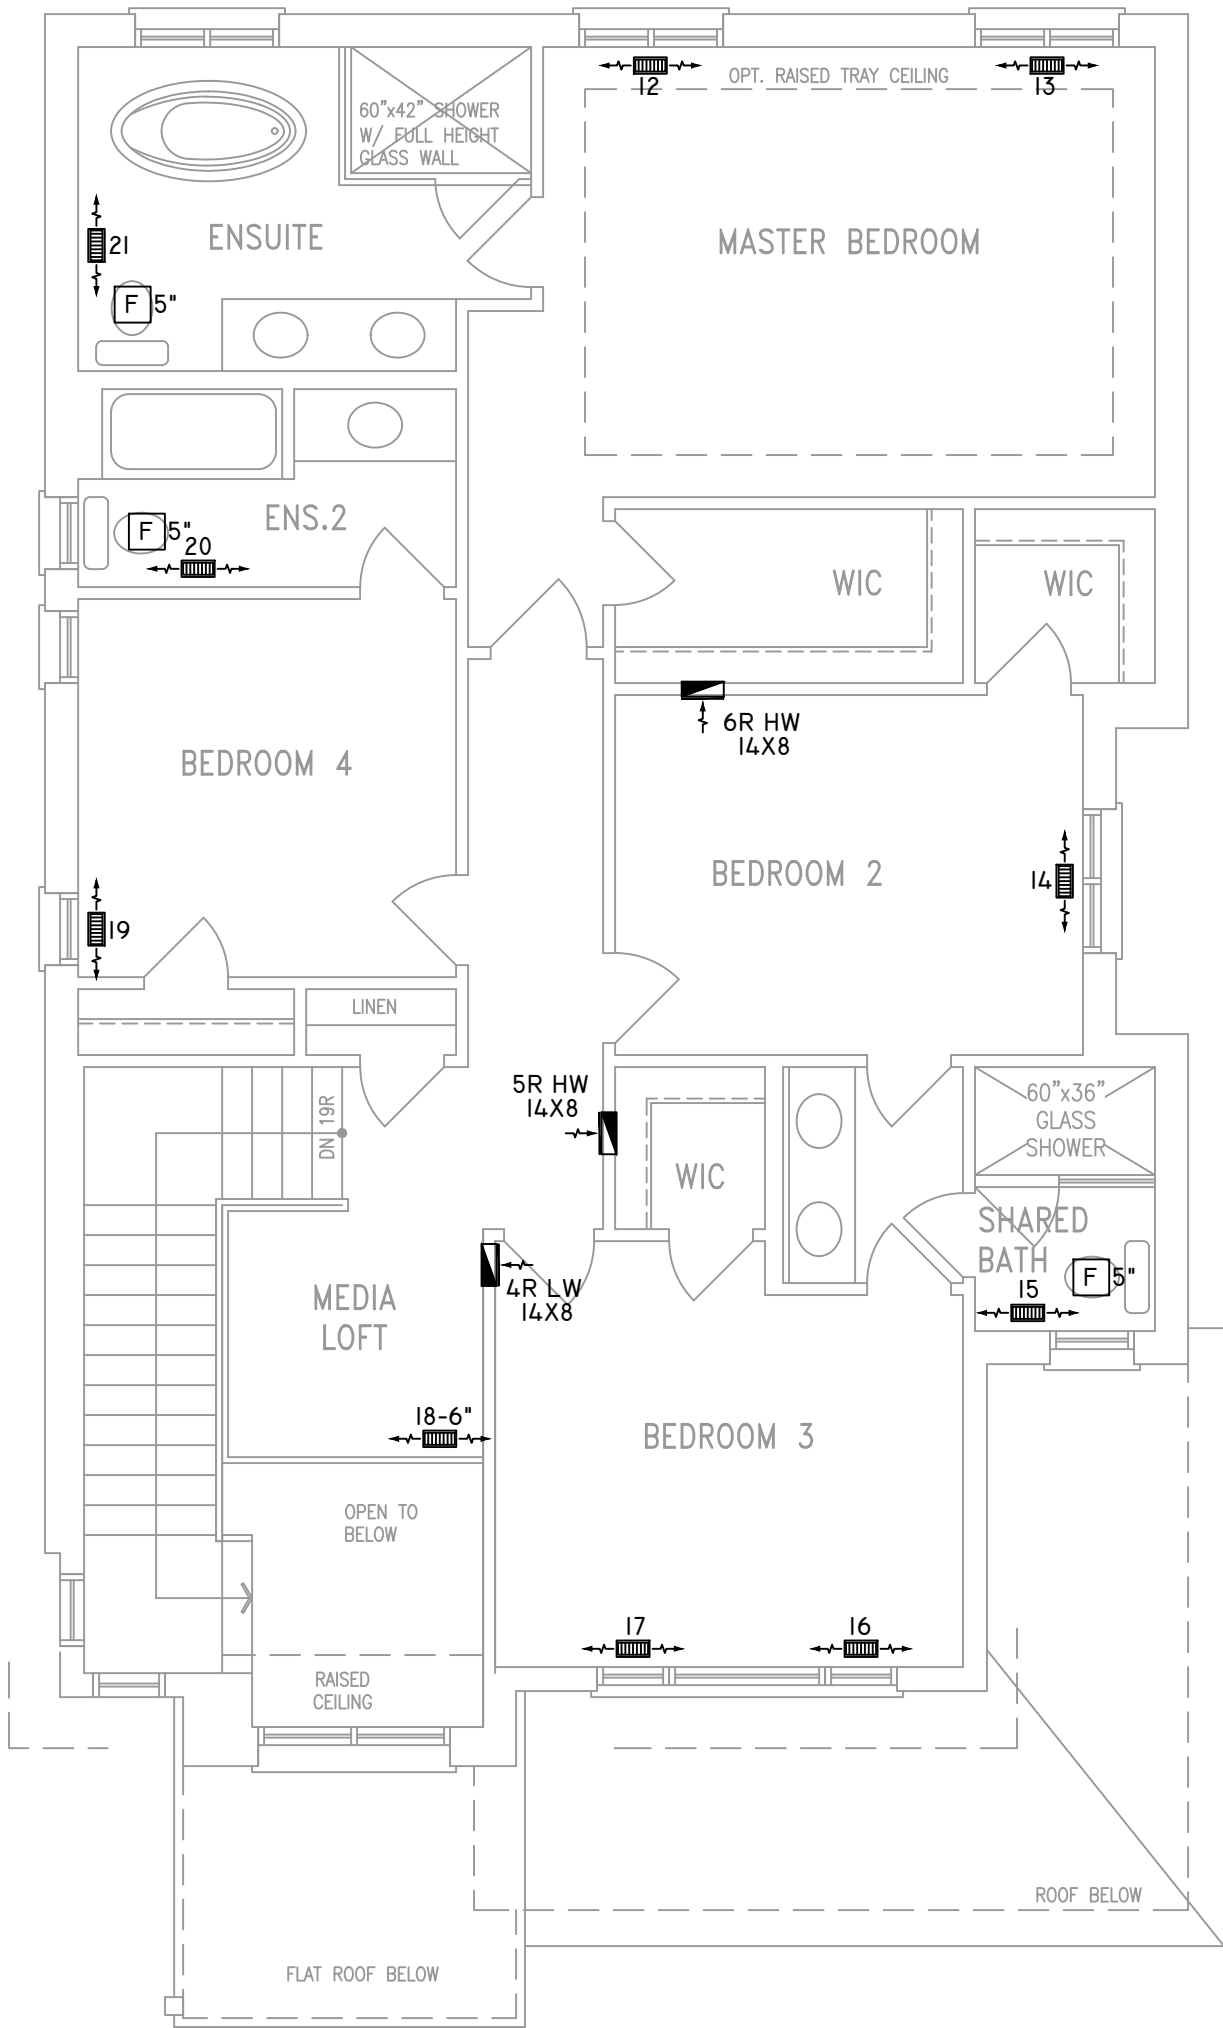 12
OPT. RAISED TRAY CEILING
13
60"x42" SHOWER
W/ FULL HEIGHT
GLASS WALL
21
ENSUITE
MASTER BEDROOM
F 5"
ENS.2
F 5"
20
WIC
WIC
6R HW
14X8
BEDROOM 4
BEDROOM 2
14
19
LINEN
5R HW
14X8
DN 19R
60"x36"
GLASS
SHOWER
WIC
SHARED
BATH
F 5"
15
4R LW
14X8
MEDIA
LOFT
18-6"
BEDROOM 3
OPEN TO
BELOW
17
16
RAISED
CEILING
ROOF BELOW
FLAT ROOF BELOW